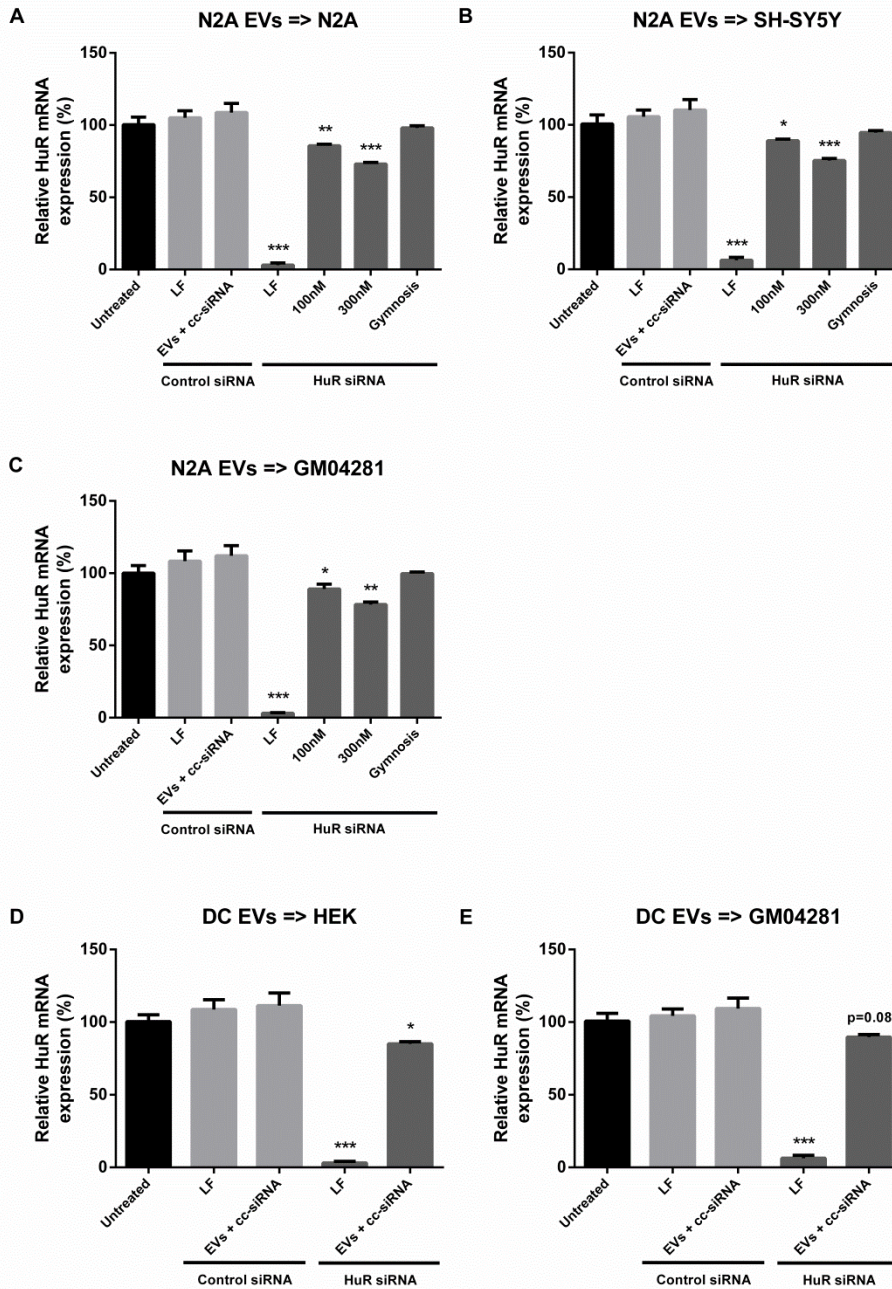 A
N2A EVs => N2A
Relative HuR mRNA
expression (%)
150
100
50
0
**
***
***
Untreated
LF
EVs + cc-siRNA
LF
100nM
300nM
Gymnosis
Control siRNA
HuR siRNA
B
N2A EVs => SH-SY5Y
Relative HuR mRNA
expression (%)
150
100
50
0
*
***
***
Untreated
LF
EVs + cc-siRNA
LF
100nM
300nM
Gymnosis
Control siRNA
HuR siRNA
C
N2A EVs => GM04281
Relative HuR mRNA
expression (%)
150
100
50
0
*
**
***
Untreated
LF
EVs + cc-siRNA
LF
100nM
300nM
Gymnosis
Control siRNA
HuR siRNA
D
DC EVs => HEK
Relative HuR mRNA
expression (%)
150
100
50
0
*
***
Untreated
LF
EVs + cc-siRNA
LF
EVs + cc-siRNA
Control siRNA
HuR siRNA
E
DC EVs => GM04281
Relative HuR mRNA
expression (%)
150
100
50
0
p=0.08
***
Untreated
LF
EVs + cc-siRNA
LF
EVs + cc-siRNA
Control siRNA
HuR siRNA